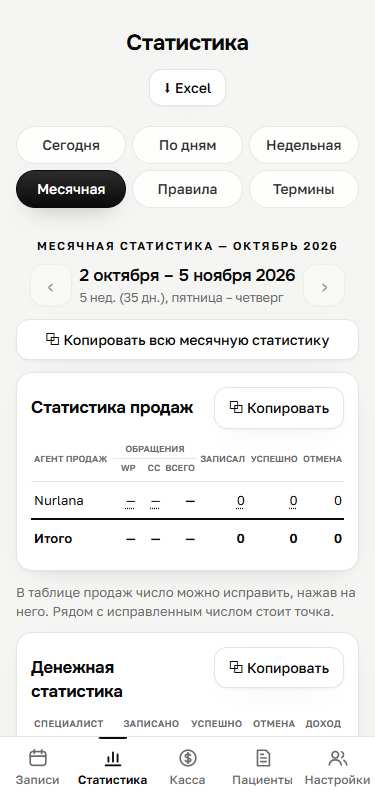 Статистика
⭳ Excel
Сегодня
По дням
Недельная
Месячная
Правила
Термины
МЕСЯЧНАЯ СТАТИСТИКА — ОКТЯБРЬ 2026
‹ 2 октября – 5 ноября 2026 ›
5 нед. (35 дн.), пятница – четверг
Копировать всю месячную статистику
Статистика продаж
Копировать
ОБРАЩЕНИЯ
АГЕНТ ПРОДАЖ WP CC ВСЕГО ЗАПИСАЛ УСПЕШНО ОТМЕНА
Nurlana — — — 0 0 0
Итого — — — 0 0 0
В таблице продаж число можно исправить, нажав на
него. Рядом с исправленным числом стоит точка.
Денежная
статистика
Копировать
СПЕЦИАЛИСТ ЗАПИСАНО УСПЕШНО ОТМЕНА ДОХОД
Записи Статистика Касса Пациенты Настройки